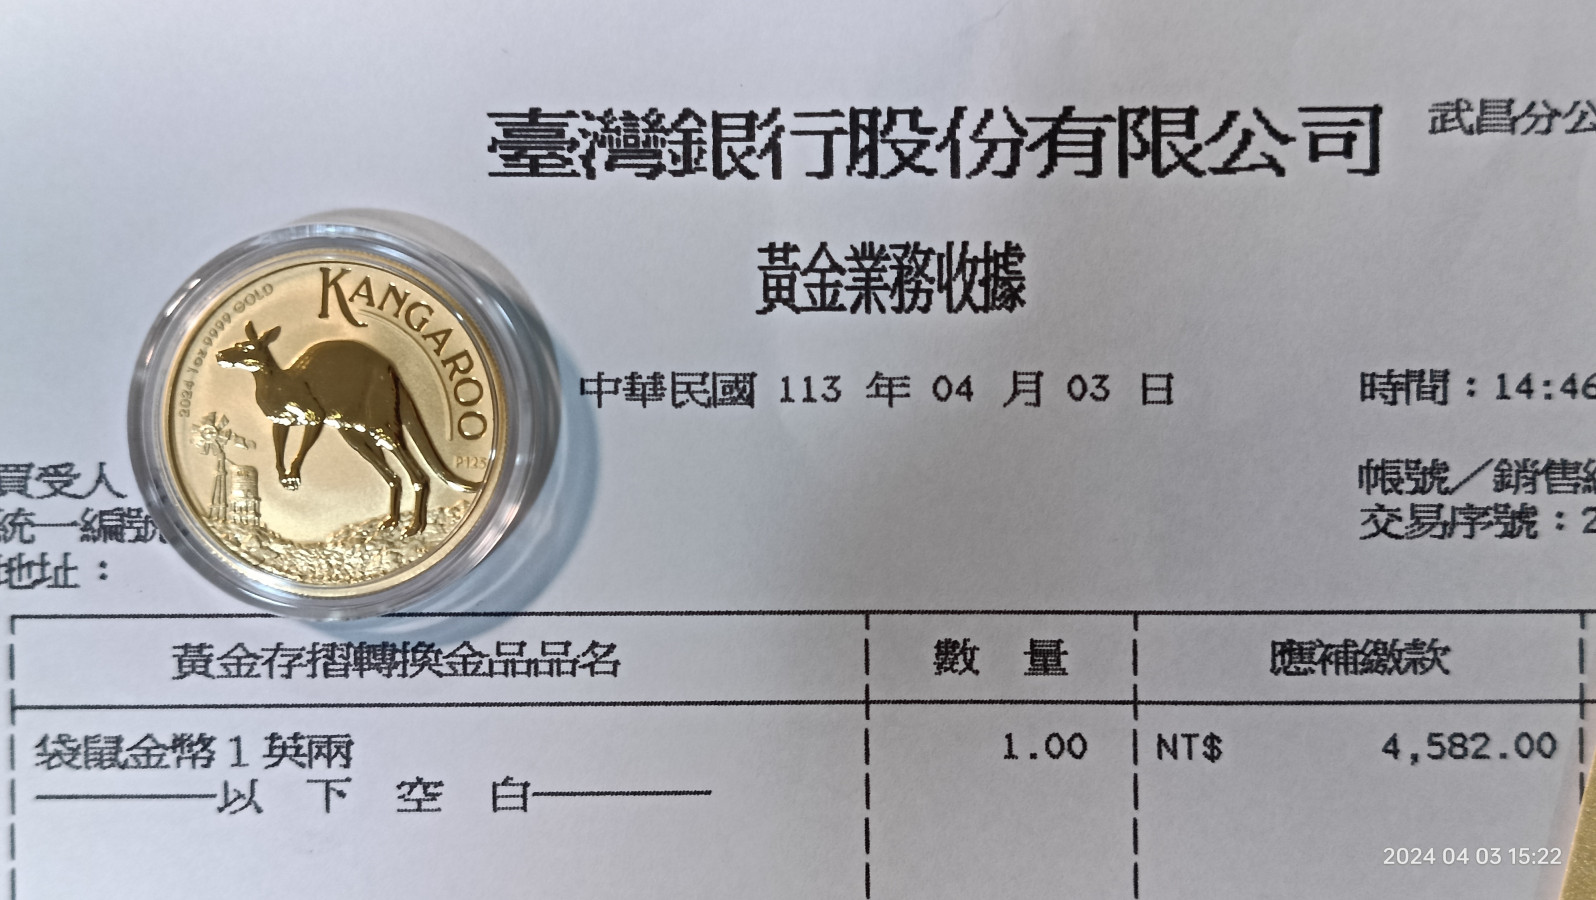 臺灣銀行股份有限公司 武昌分公
黃金業務收據
中華民國 113 年 04 月 03 日 時間：14:46
買受人 帳號／銷售
統一編號 交易序號：2
地址：
KANGAROO
2024 1oz 9999 GOLD
P125
黃金存摺轉換金品品名 數 量 應補繳款
袋鼠金幣1英兩 1.00 NT$ 4,582.00
以 下 空 白
2024 04 03 15:22